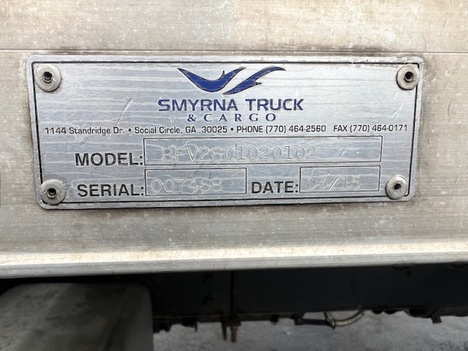 SMYRNA TRUCK
& CARGO
1144 Standridge Dr. • Social Circle, GA 30025 • PHONE (770) 464-2560 FAX (770) 464-0171
MODEL:
SERIAL: DATE: